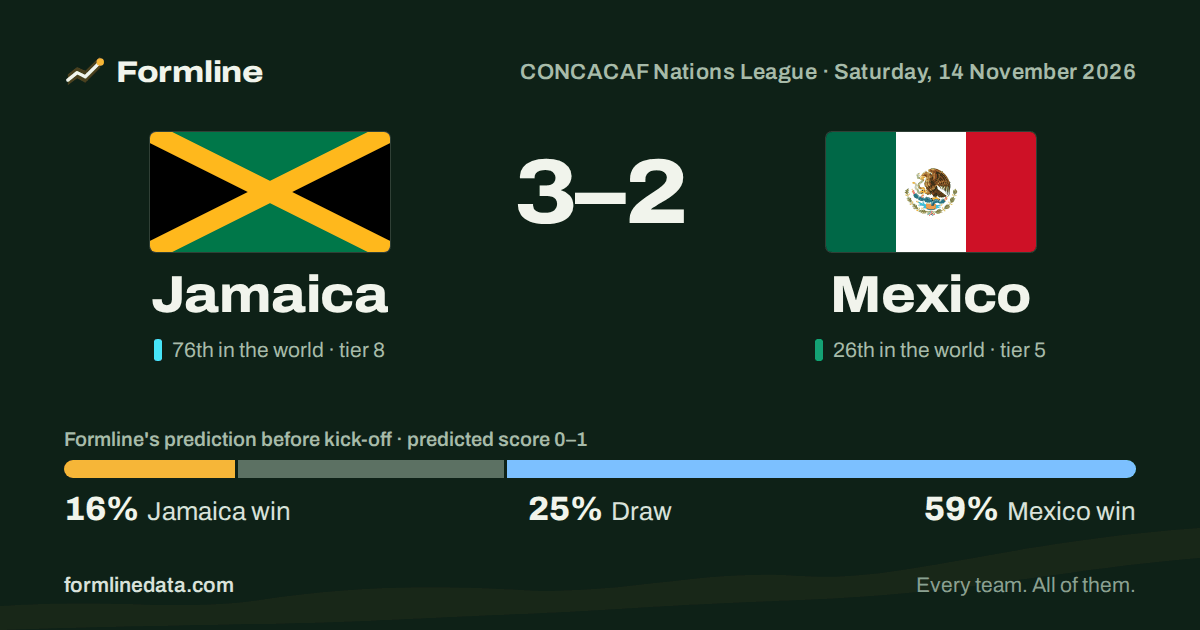 Formline
CONCACAF Nations League · Saturday, 14 November 2026
3–2
Jamaica
Mexico
76th in the world · tier 8
26th in the world · tier 5
Formline's prediction before kick-off · predicted score 0–1
16% Jamaica win
25% Draw
59% Mexico win
formlinedata.com
Every team. All of them.